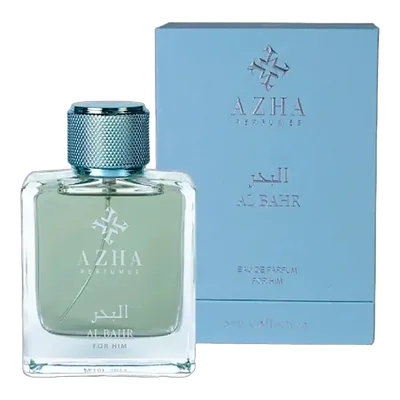 AZHA
PERFUMES
البحر
AL BAHR
EAU DE PARFUM
FOR HIM
AZHA
PERFUMES
البحر
AL BAHR
FOR HIM